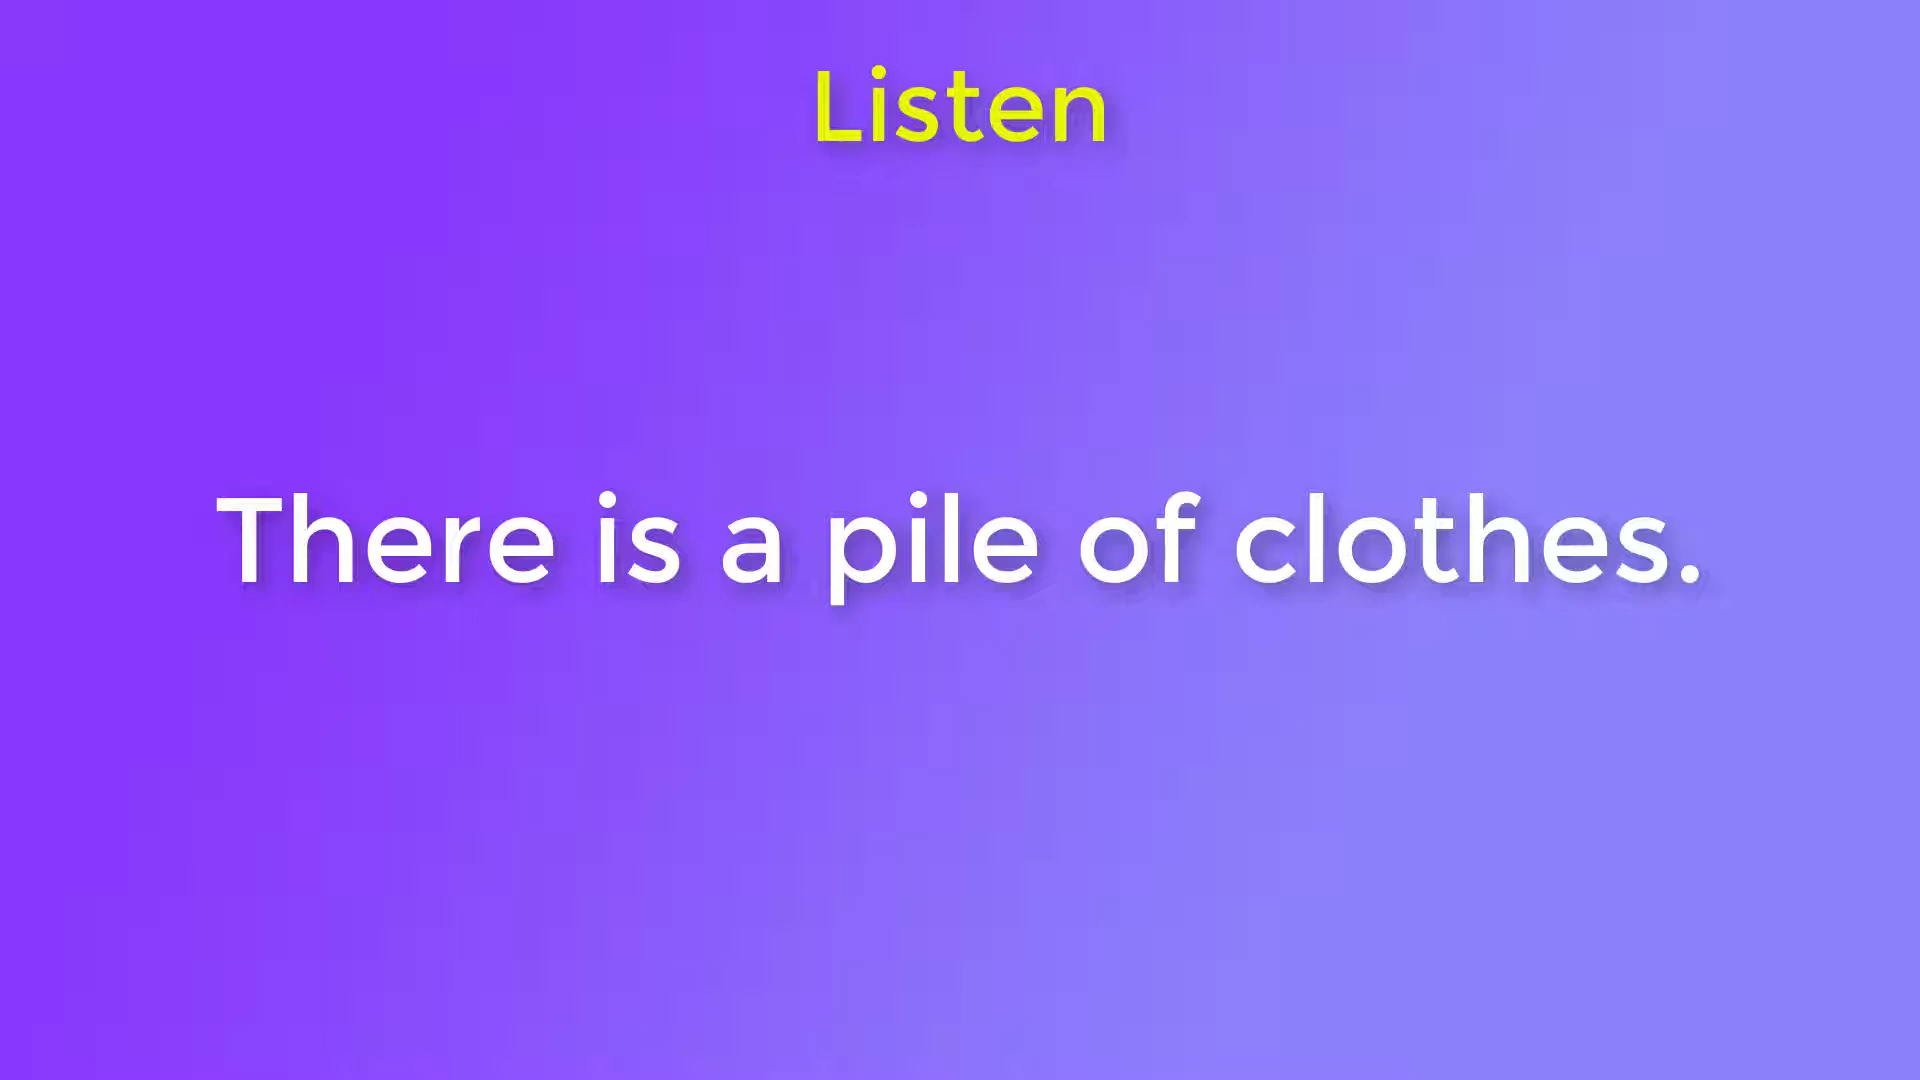 Listen
There is a pile of clothes.